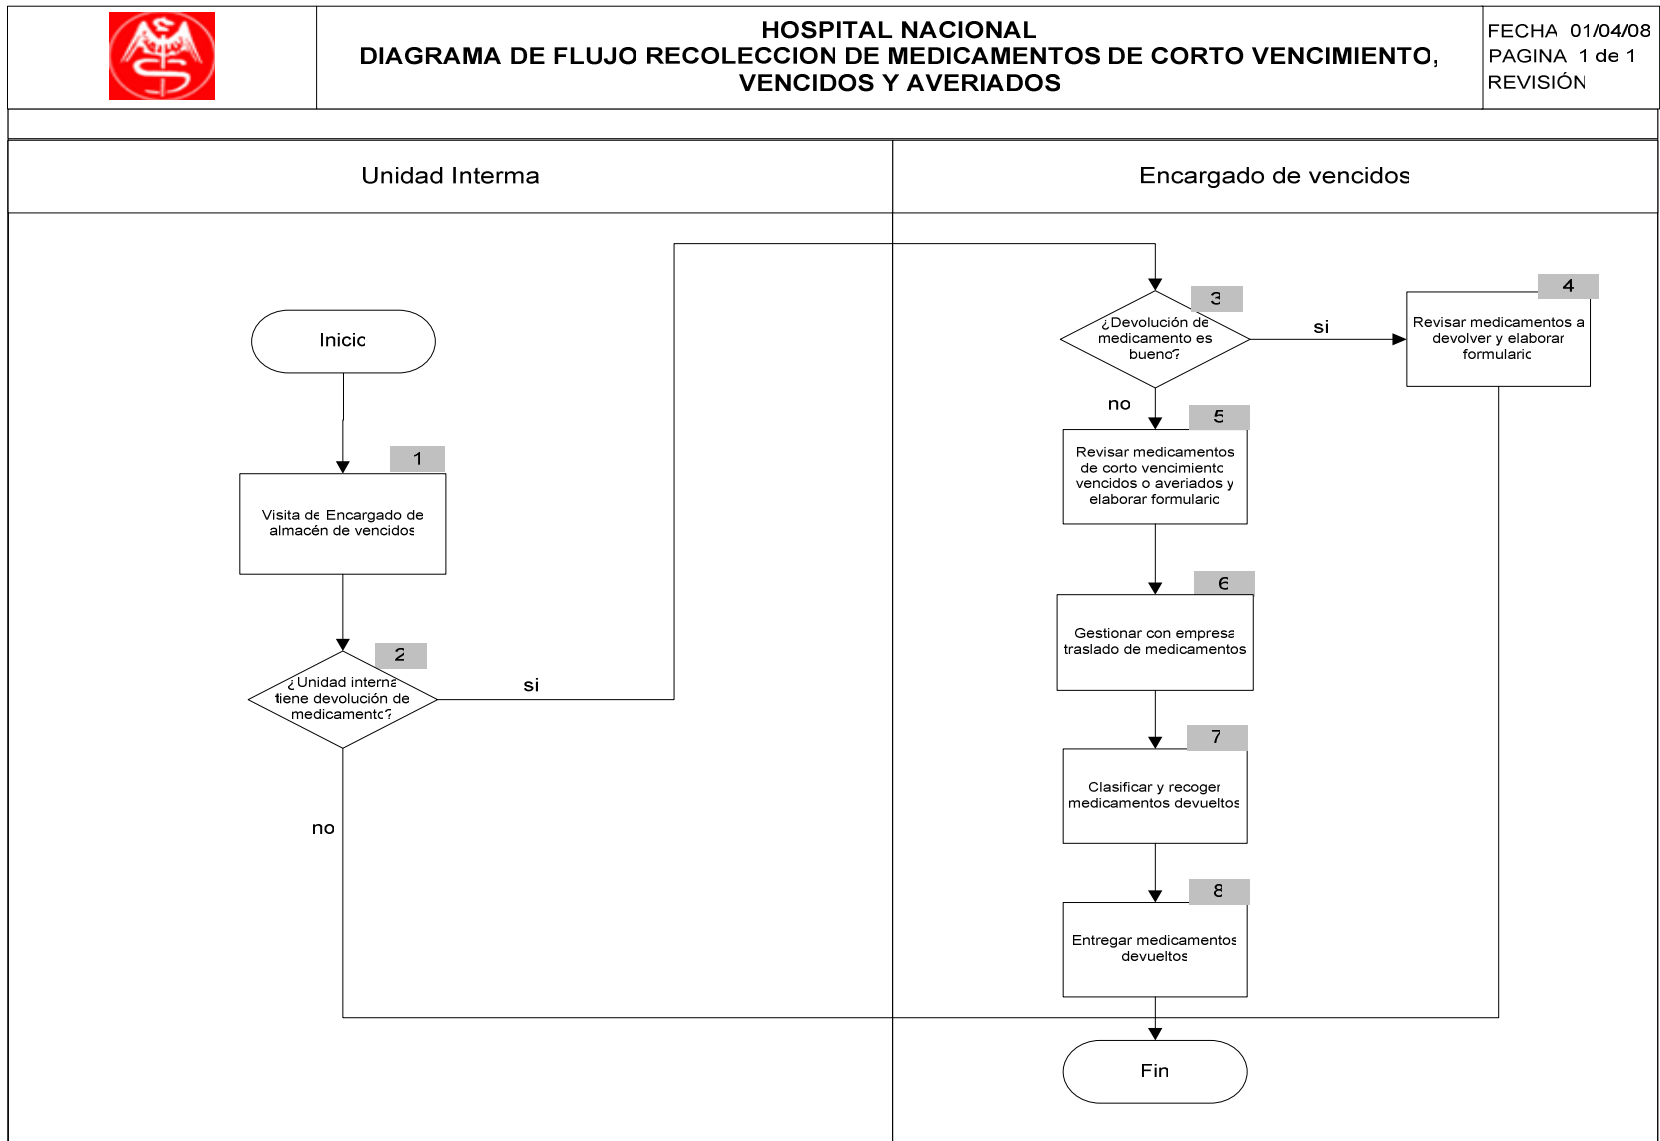 HOSPITAL NACIONAL
DIAGRAMA DE FLUJO RECOLECCION DE MEDICAMENTOS DE CORTO VENCIMIENTO,
VENCIDOS Y AVERIADOS
FECHA 01/04/08
PAGINA 1 de 1
REVISIÓN
Unidad Interma
Encargado de vencidos
Inicio
1
Visita de Encargado de
almacén de vencidos
2
¿Unidad interna
tiene devolución de
medicamento?
si
no
3
¿Devolución de
medicamento es
bueno?
si
no
4
Revisar medicamentos a
devolver y elaborar
formulario
5
Revisar medicamentos
de corto vencimiento
vencidos o averiados y
elaborar formulario
6
Gestionar con empresa
traslado de medicamentos
7
Clasificar y recoger
medicamentos devueltos
8
Entregar medicamentos
devueltos
Fin